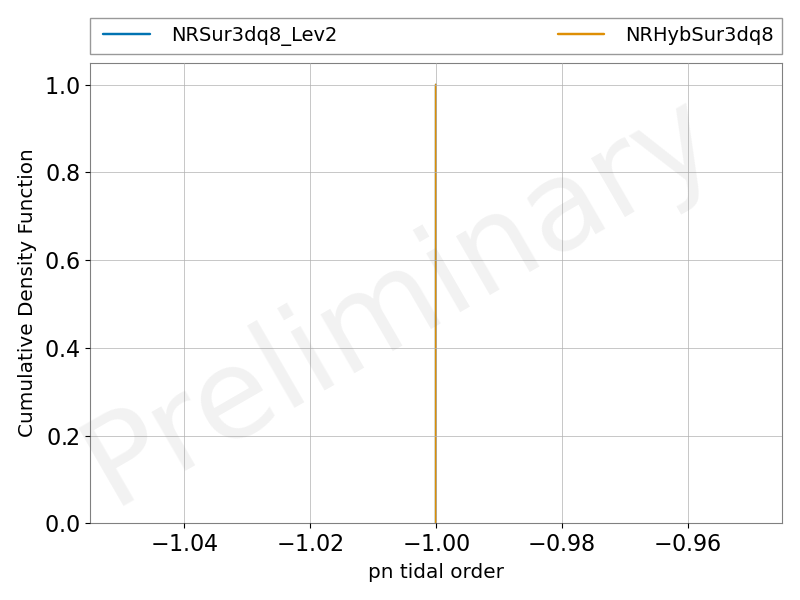 NRSur3dq8_Lev2 NRHybSur3dq8
1.0
0.8
0.6
0.4
0.2
0.0
Cumulative Density Function
Preliminary
−1.04 −1.02 −1.00 −0.98 −0.96
pn tidal order